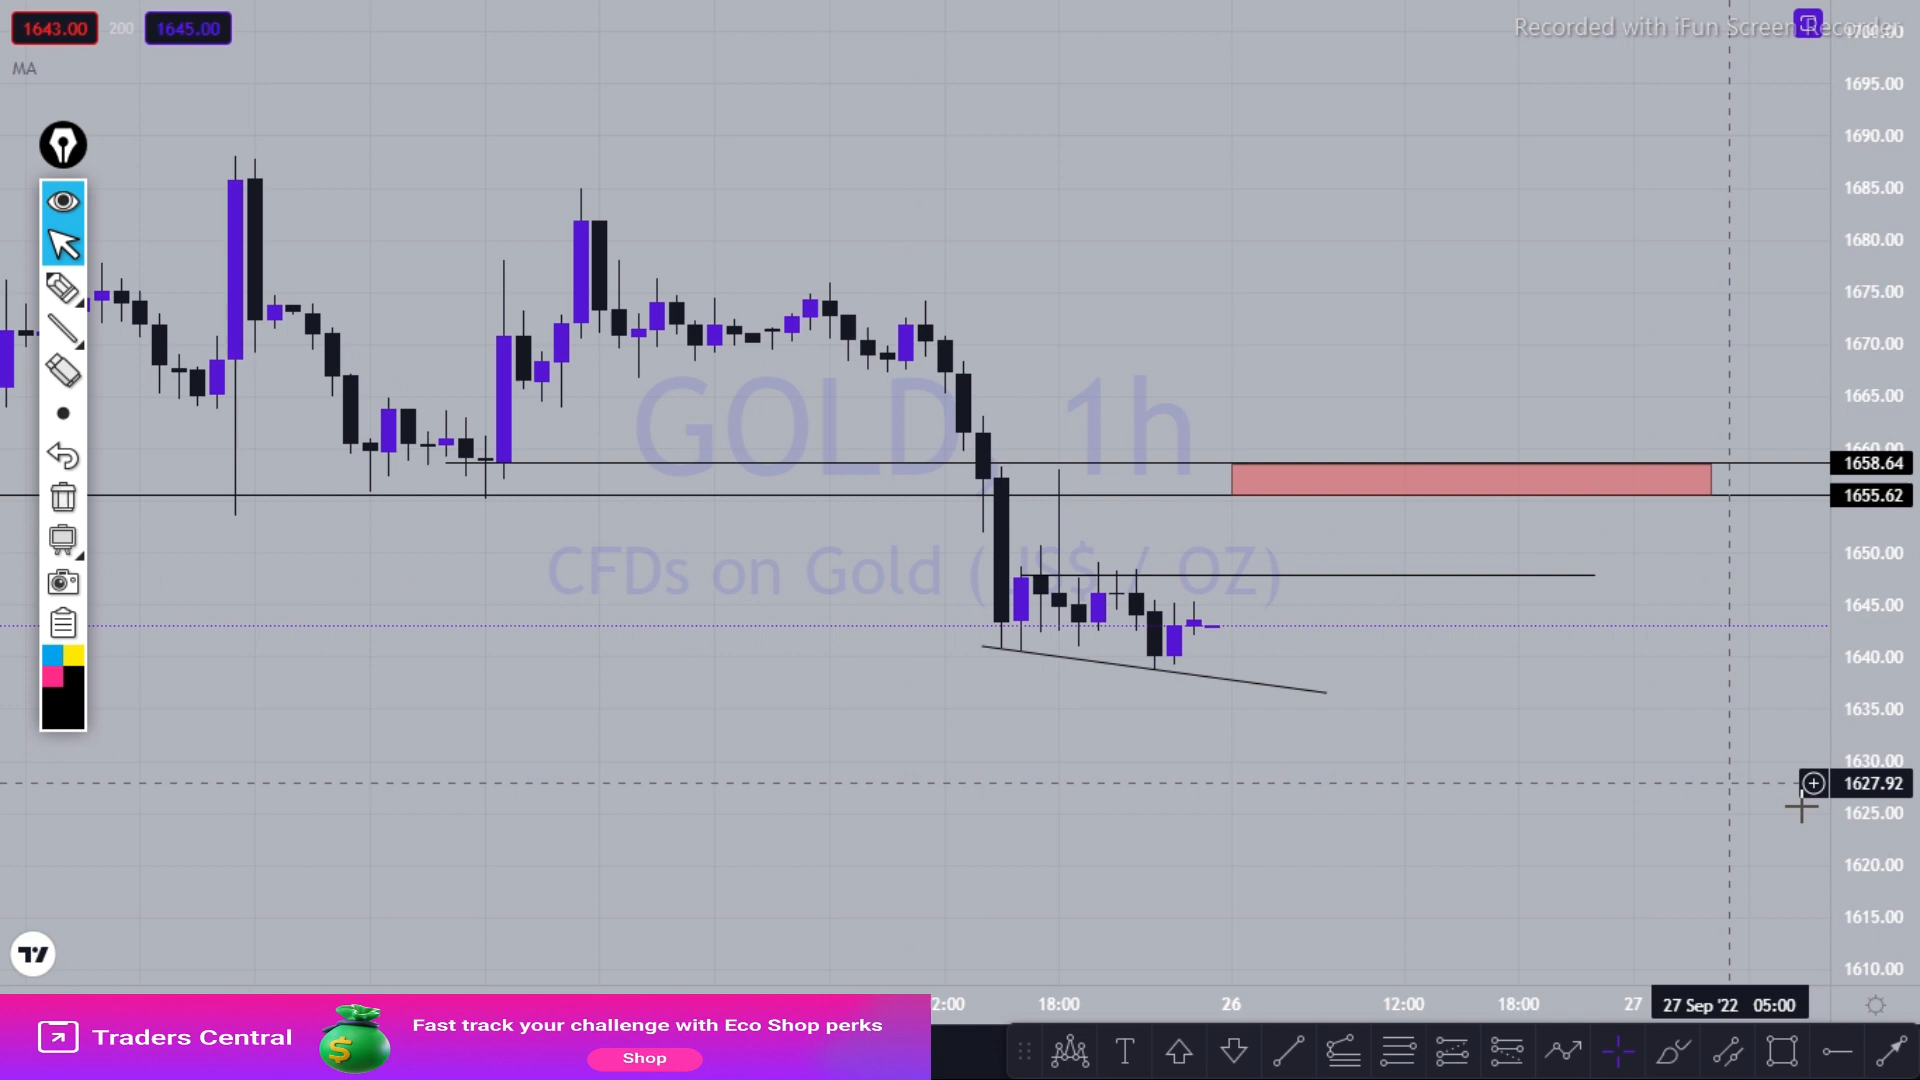 1643.00 200 1645.00
Recorded with iFun Screen Recorder
MA
1695.00
1690.00
1685.00
1680.00
1675.00
1670.00
1665.00
1660.00
1658.64
1655.62
1650.00
1645.00
1640.00
1635.00
1630.00
1627.92
1625.00
1620.00
1615.00
1610.00
GOLD, 1h
CFDs on Gold (US$ / OZ)
2:00 18:00 26 12:00 18:00 27 27 Sep '22 05:00
Traders Central
Fast track your challenge with Eco Shop perks
Shop